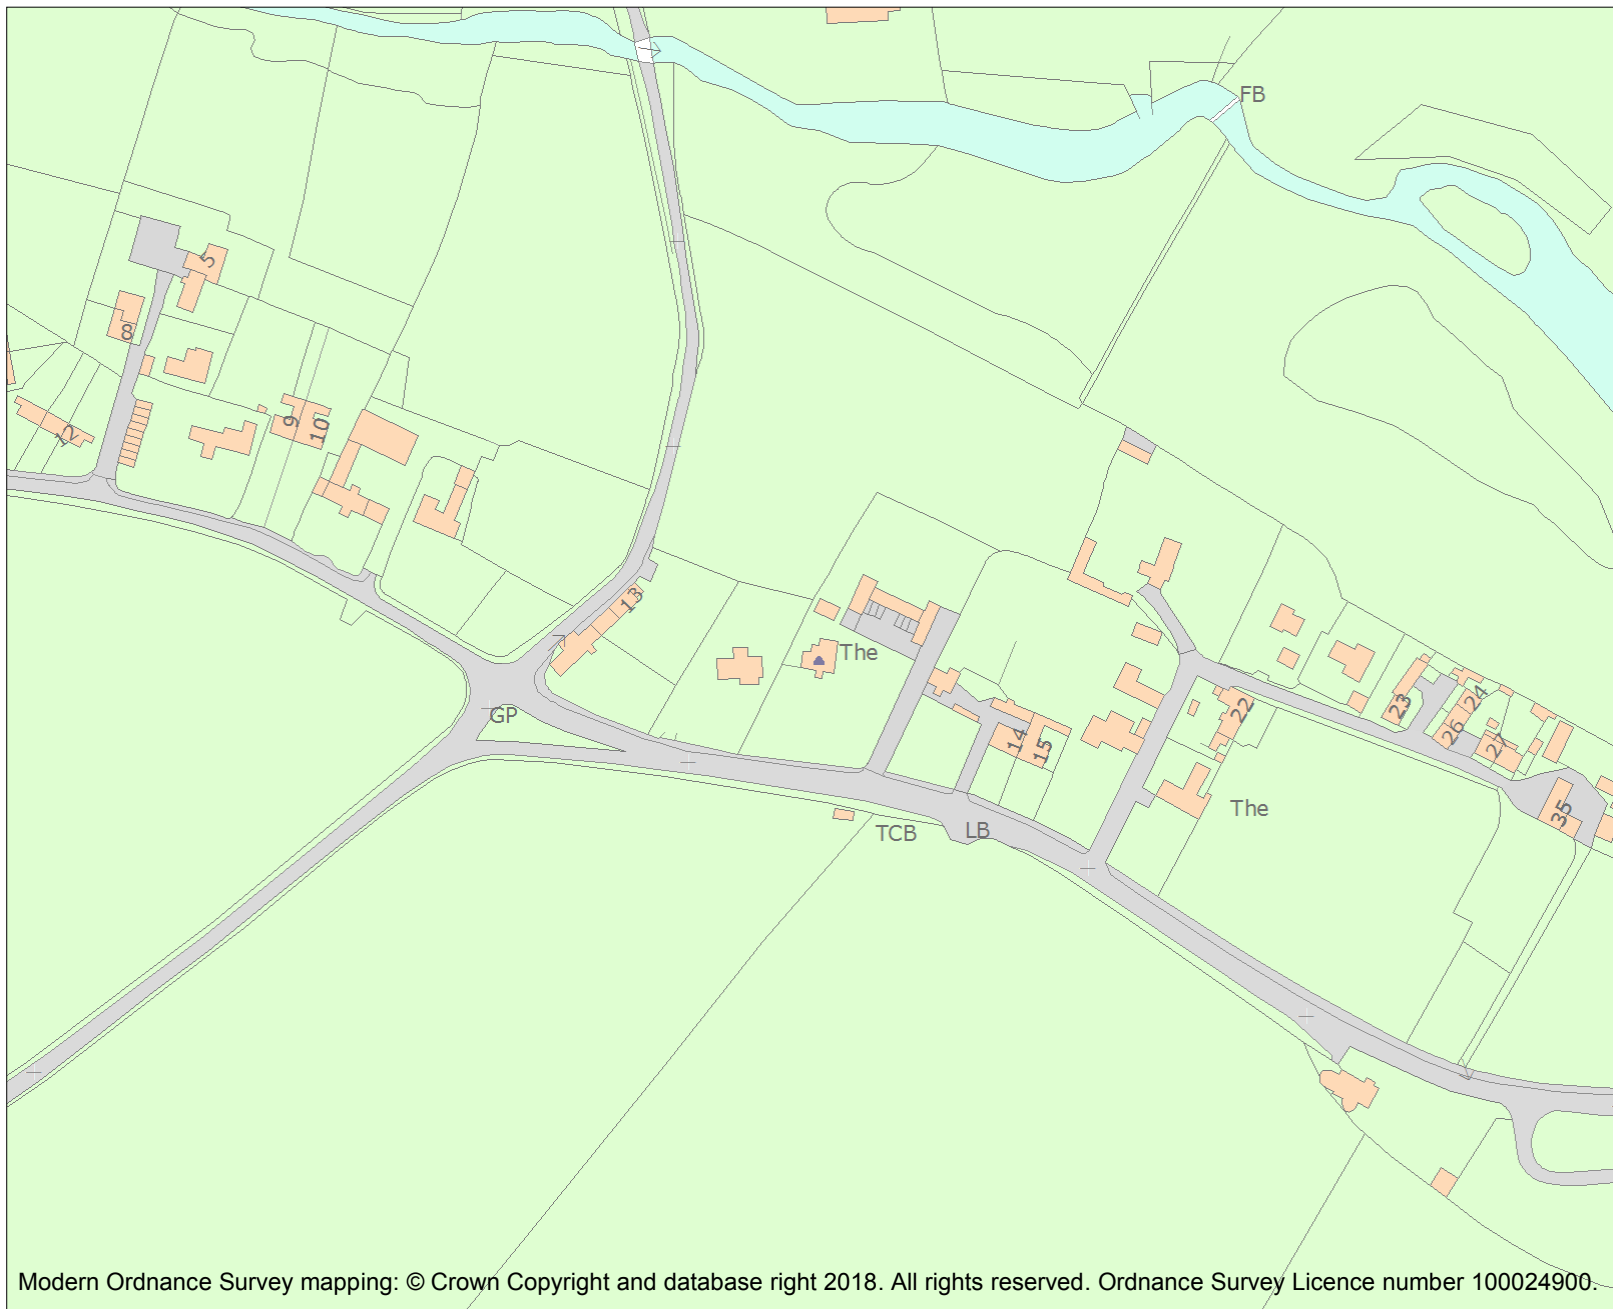 FB
5
8
9
10
12
13
The
GP
14
15
22
23
24
26
27
The
35
TCB
LB
Modern Ordnance Survey mapping: © Crown Copyright and database right 2018. All rights reserved. Ordnance Survey Licence number 100024900.